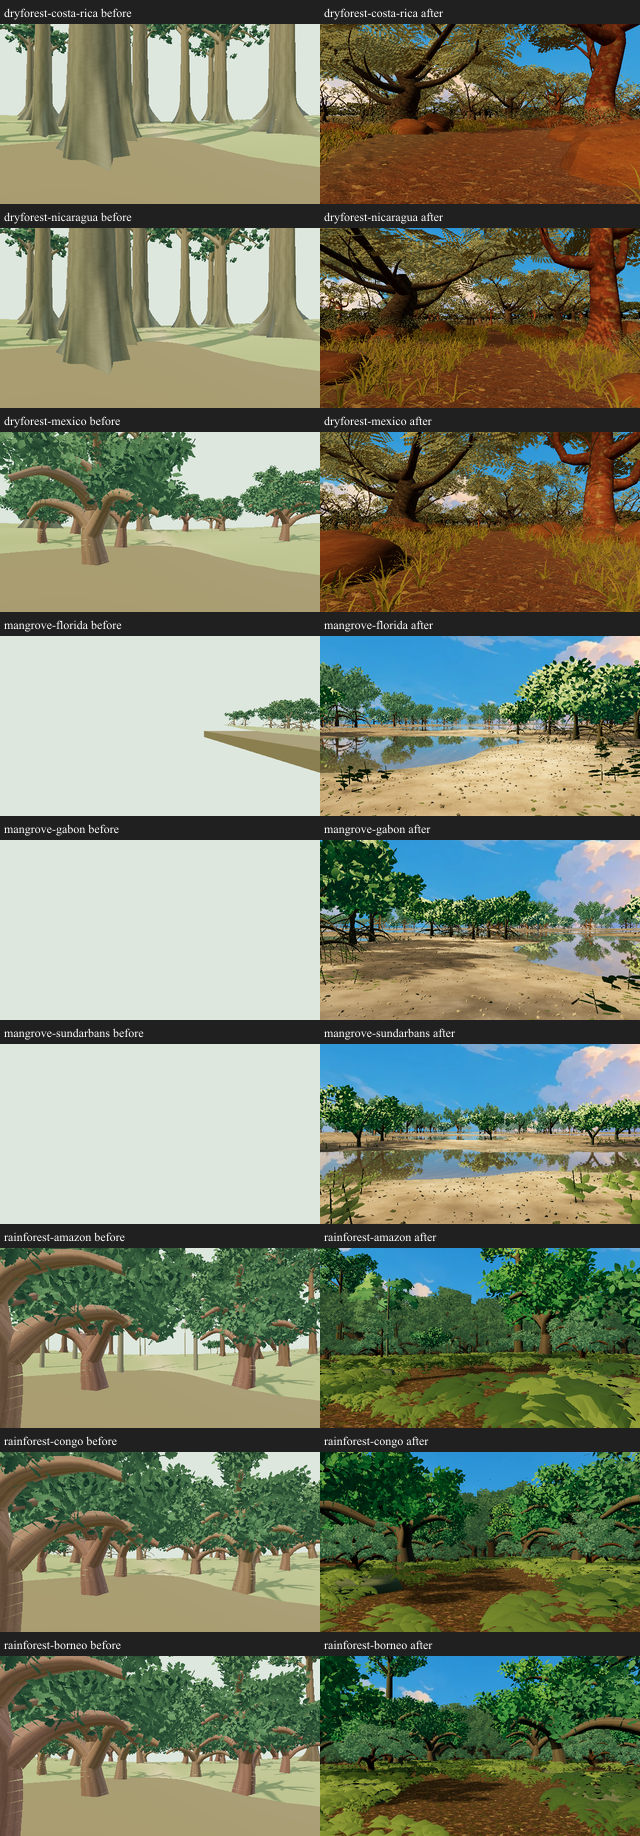 dryforest-costa-rica before
dryforest-costa-rica after
dryforest-nicaragua before
dryforest-nicaragua after
dryforest-mexico before
dryforest-mexico after
mangrove-florida before
mangrove-florida after
mangrove-gabon before
mangrove-gabon after
mangrove-sundarbans before
mangrove-sundarbans after
rainforest-amazon before
rainforest-amazon after
rainforest-congo before
rainforest-congo after
rainforest-borneo before
rainforest-borneo after